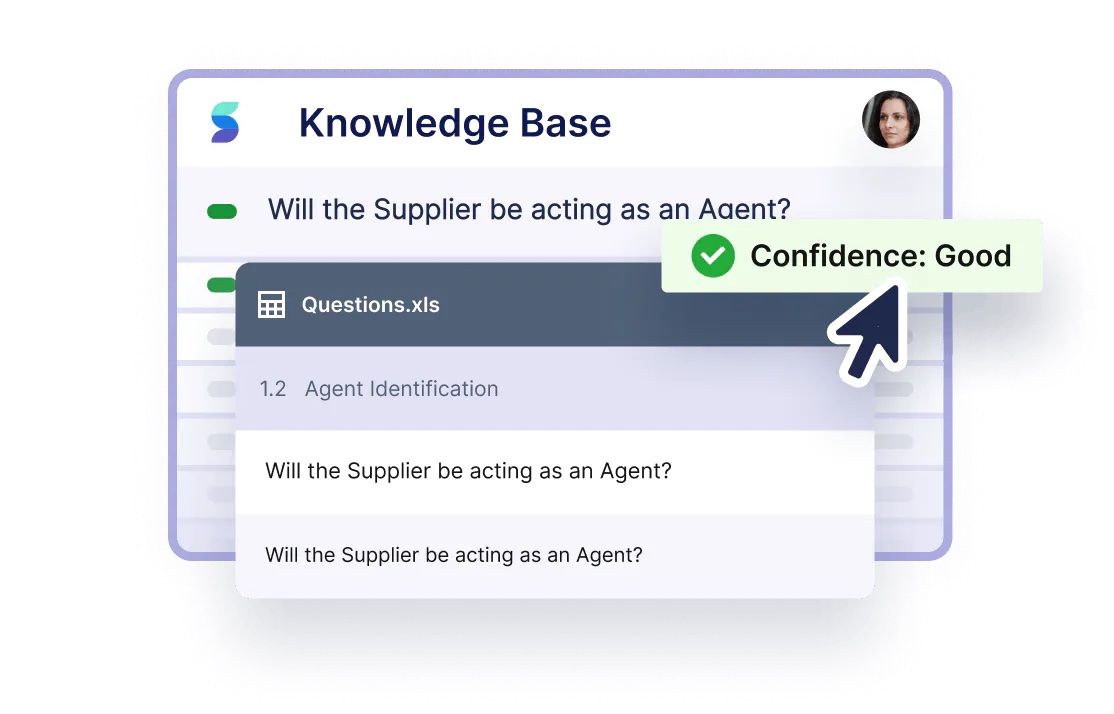 Knowledge Base
Will the Supplier be acting as an Agent?
Confidence: Good
Questions.xls
1.2 Agent Identification
Will the Supplier be acting as an Agent?
Will the Supplier be acting as an Agent?